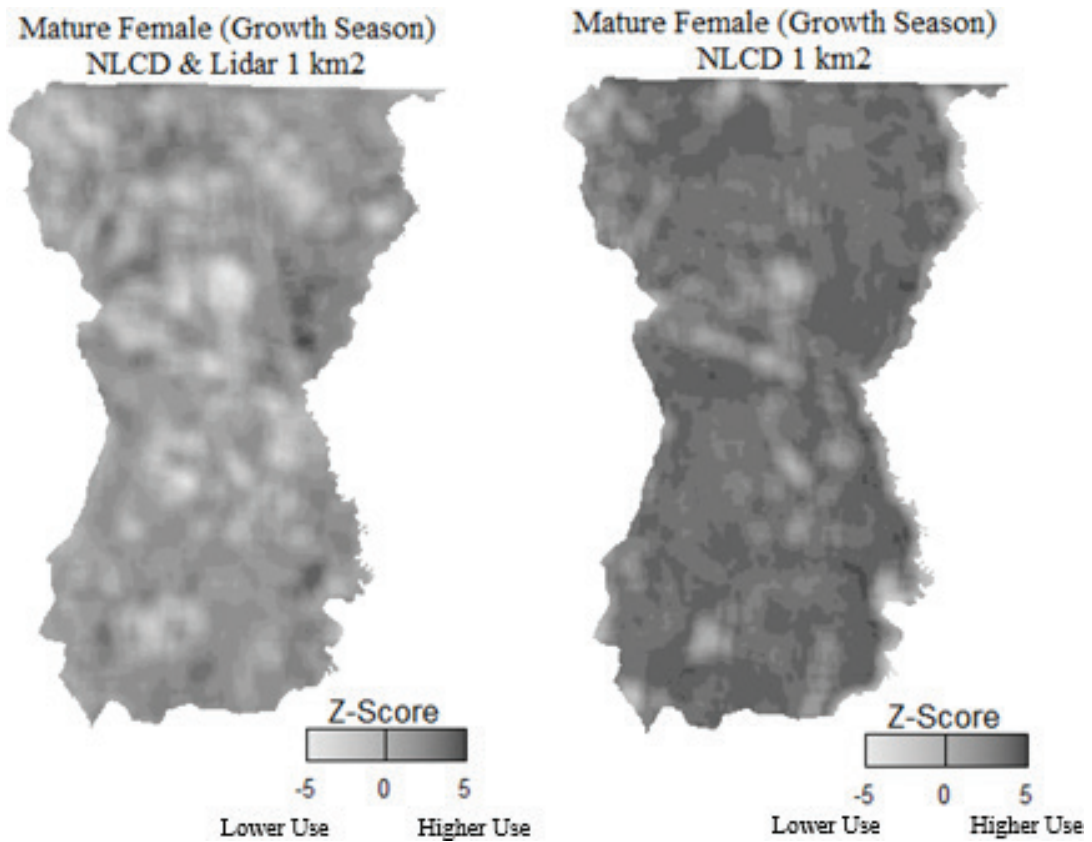 Mature Female (Growth Season)
NLCD & Lidar 1 km2
Z-Score
-5 0 5
Lower Use Higher Use
Mature Female (Growth Season)
NLCD 1 km2
Z-Score
-5 0 5
Lower Use Higher Use